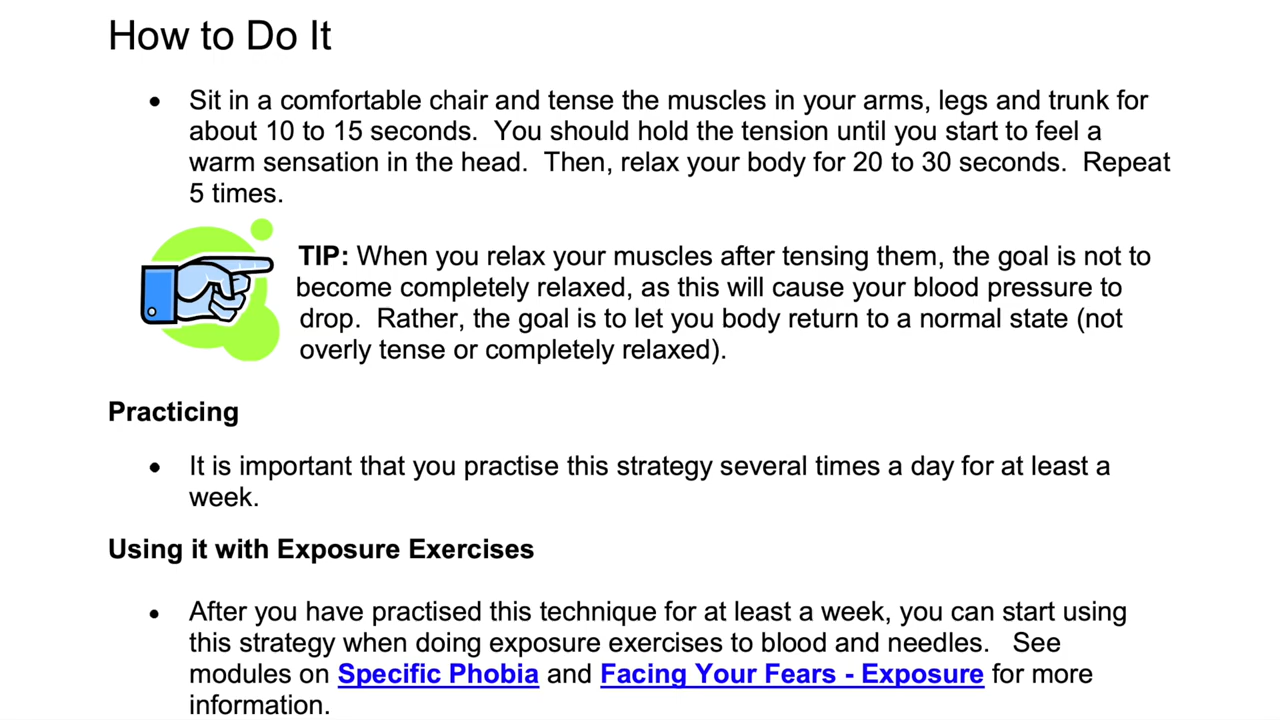 How to Do It
• Sit in a comfortable chair and tense the muscles in your arms, legs and trunk for
about 10 to 15 seconds. You should hold the tension until you start to feel a
warm sensation in the head. Then, relax your body for 20 to 30 seconds. Repeat
5 times.
TIP: When you relax your muscles after tensing them, the goal is not to
become completely relaxed, as this will cause your blood pressure to
drop. Rather, the goal is to let you body return to a normal state (not
overly tense or completely relaxed).
Practicing
• It is important that you practise this strategy several times a day for at least a
week.
Using it with Exposure Exercises
• After you have practised this technique for at least a week, you can start using
this strategy when doing exposure exercises to blood and needles. See
modules on Specific Phobia and Facing Your Fears - Exposure for more
information.